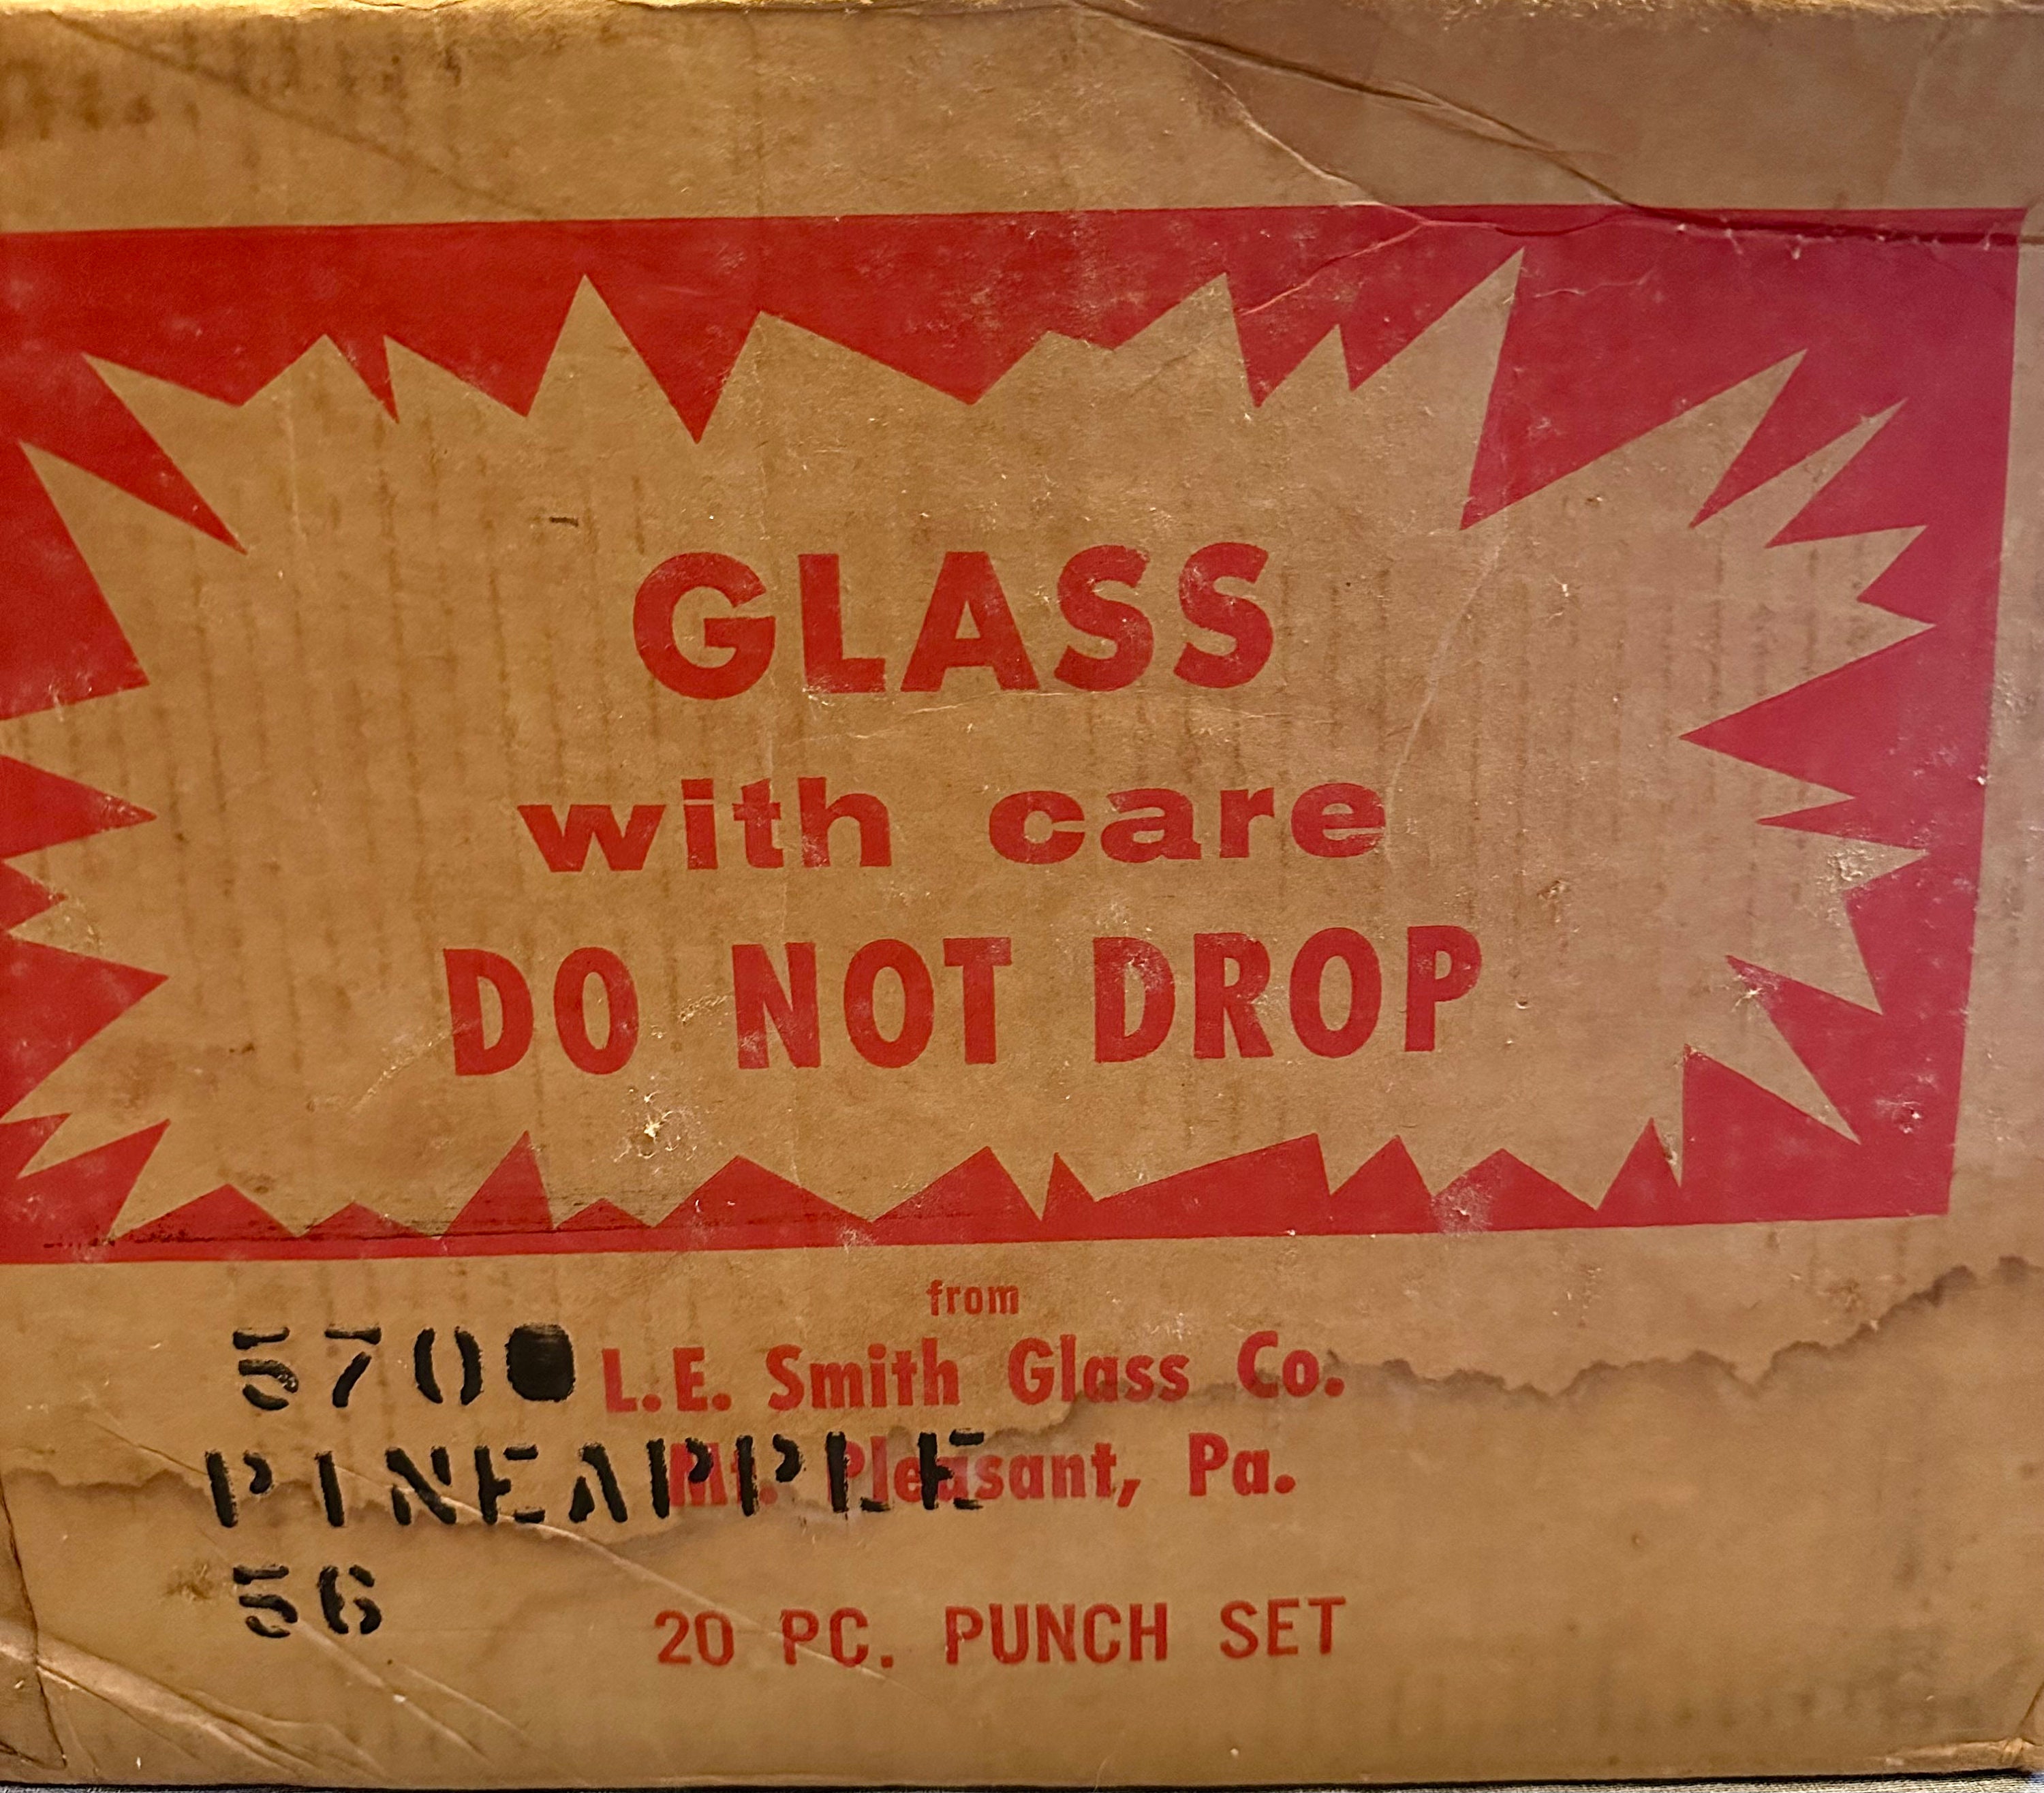 GLASS
with care
DO NOT DROP
from
570
L.E. Smith Glass Co.
PINEAPPLE
Mt. Pleasant, Pa.
56
20 PC. PUNCH SET